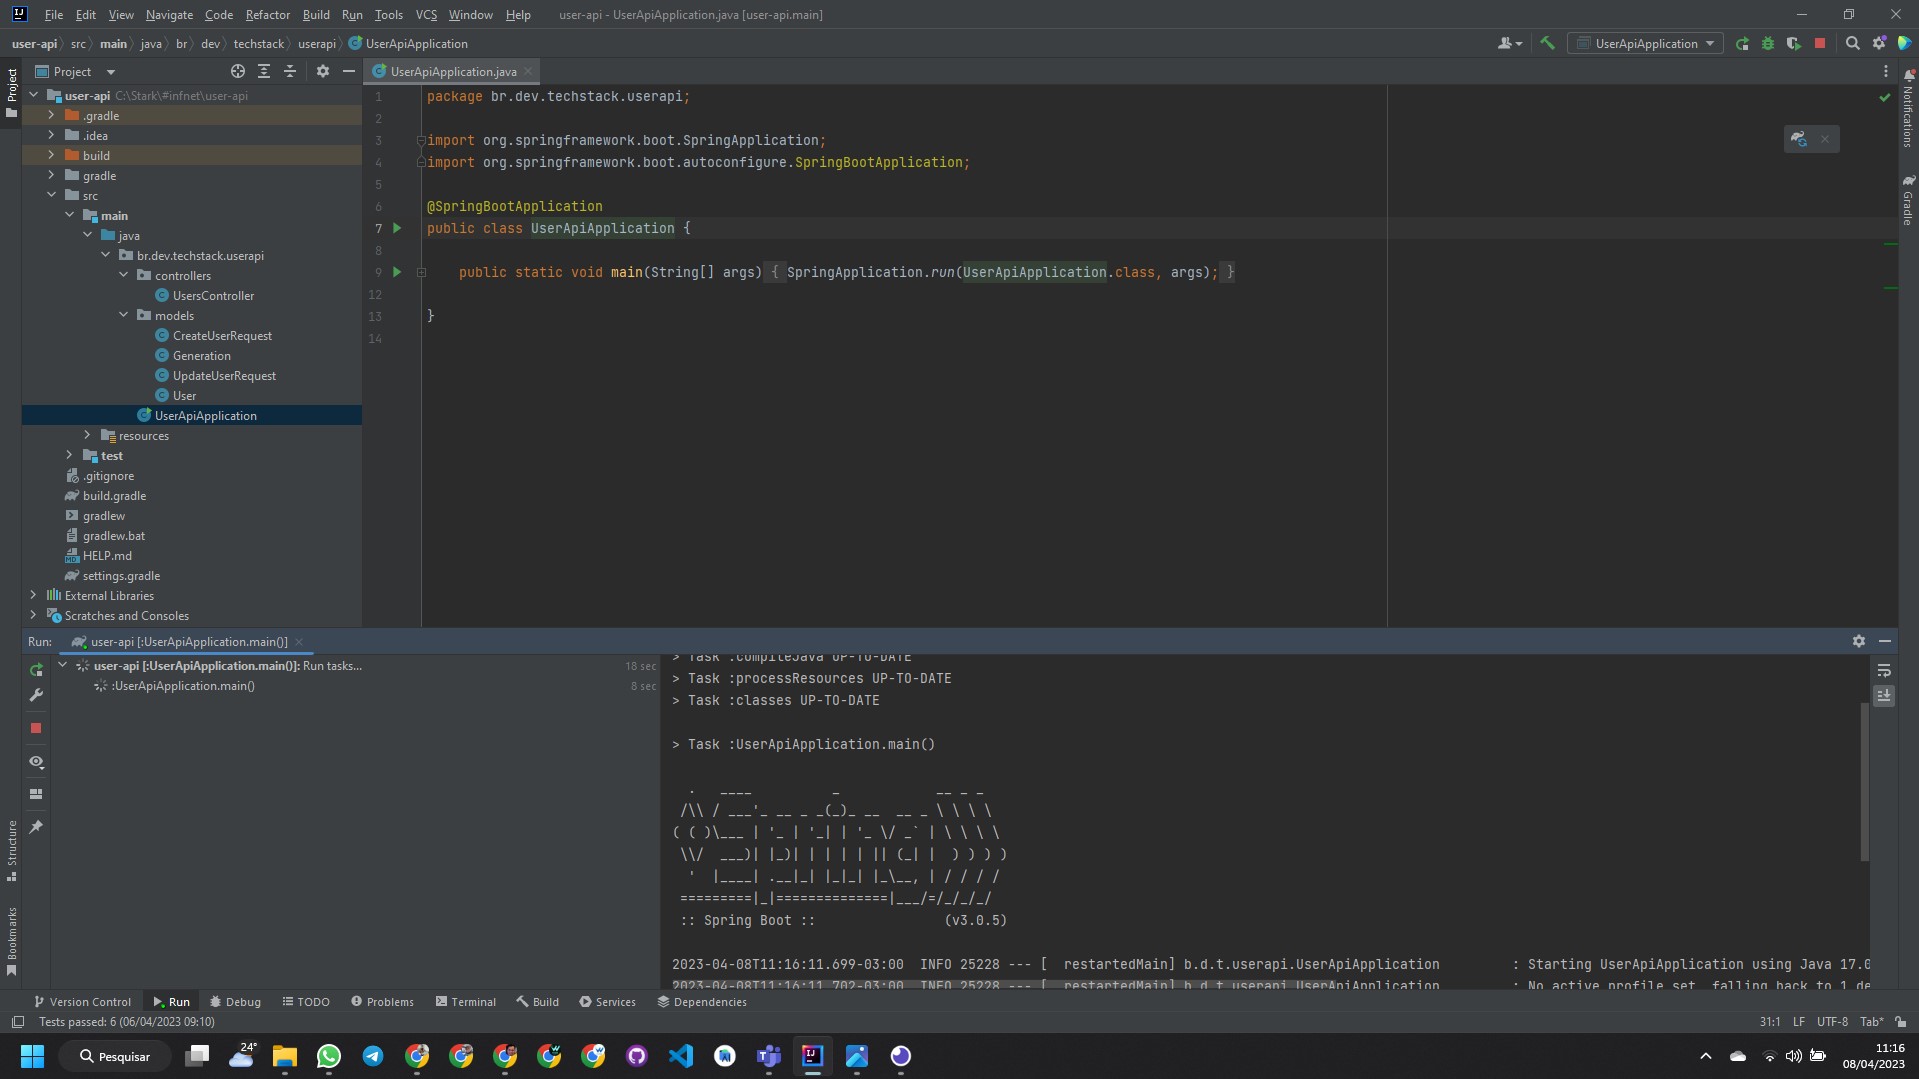 File Edit View Navigate Code Refactor Build Run Tools VCS Window Help user-api - UserApiApplication.java [user-api.main]
user-api src main java br dev techstack userapi UserApiApplication UserApiApplication
Project UserApiApplication.java
Project
user-api C:\Stark\#infnet\user-api
.gradle
.idea
build
gradle
src
main
java
br.dev.techstack.userapi
controllers
UsersController
models
CreateUserRequest
Generation
UpdateUserRequest
User
UserApiApplication
resources
test
.gitignore
build.gradle
gradlew
gradlew.bat
HELP.md
settings.gradle
External Libraries
Scratches and Consoles
1 package br.dev.techstack.userapi;
2
3 import org.springframework.boot.SpringApplication;
4 import org.springframework.boot.autoconfigure.SpringBootApplication;
5
6 @SpringBootApplication
7 public class UserApiApplication {
8
9 public static void main(String[] args) { SpringApplication.run(UserApiApplication.class, args); }
12
13 }
14
Notifications
Gradle
Run: user-api [:UserApiApplication.main()]
user-api [:UserApiApplication.main()]: Run tasks... 18 sec
:UserApiApplication.main() 8 sec
> Task :compileJava UP-TO-DATE
> Task :processResources UP-TO-DATE
> Task :classes UP-TO-DATE
> Task :UserApiApplication.main()
  .   ____          _            __ _ _
 /\\ / ___'_ __ _ _(_)_ __  __ _ \ \ \ \
( ( )\___ | '_ | '_| | '_ \/ _` | \ \ \ \
 \\/  ___)| |_)| | | | | || (_| |  ) ) ) )
  '  |____| .__|_| |_|_| |_\__, | / / / /
 =========|_|==============|___/=/_/_/_/
 :: Spring Boot ::                (v3.0.5)
2023-04-08T11:16:11.699-03:00 INFO 25228 --- [ restartedMain] b.d.t.userapi.UserApiApplication : Starting UserApiApplication using Java 17.0
2023-04-08T11:16:11.702-03:00 INFO 25228 --- [ restartedMain] b.d.t.userapi.UserApiApplication : No active profile set, falling back to 1 de
Structure
Bookmarks
Version Control Run Debug TODO Problems Terminal Build Services Dependencies
Tests passed: 6 (06/04/2023 09:10) 31:1 LF UTF-8 Tab*
Pesquisar 24° 11:16
08/04/2023